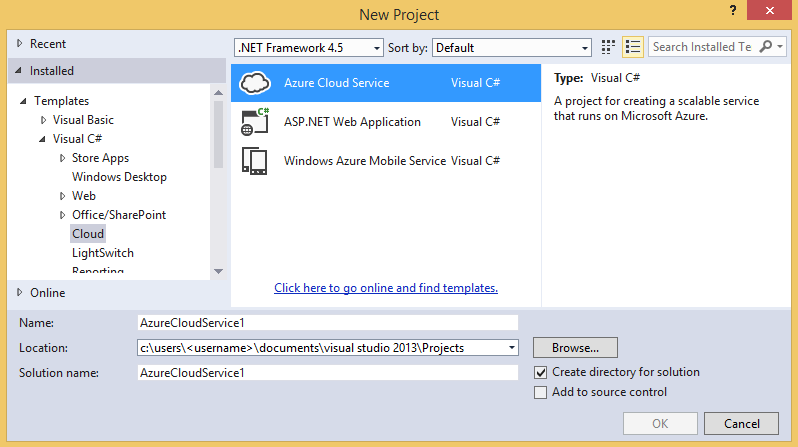 New Project
? ×
Recent
.NET Framework 4.5 Sort by: Default Search Installed Te
Installed
Templates
Visual Basic
Visual C#
Store Apps
Windows Desktop
Web
Office/SharePoint
Cloud
LightSwitch
Reporting
Online
Azure Cloud Service Visual C#
C# ASP.NET Web Application Visual C#
Windows Azure Mobile Service Visual C#
Click here to go online and find templates.
Type: Visual C#
A project for creating a scalable service
that runs on Microsoft Azure.
Name: AzureCloudService1
Location: c:\users\<username>\documents\visual studio 2013\Projects Browse...
Solution name: AzureCloudService1
Create directory for solution
Add to source control
OK Cancel